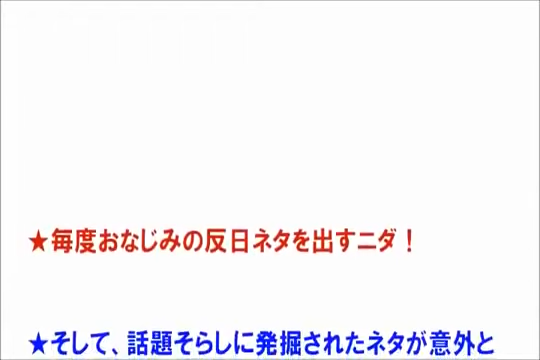 ★毎度おなじみの反日ネタを出すニダ！
★そして、話題そらしに発掘されたネタが意外と